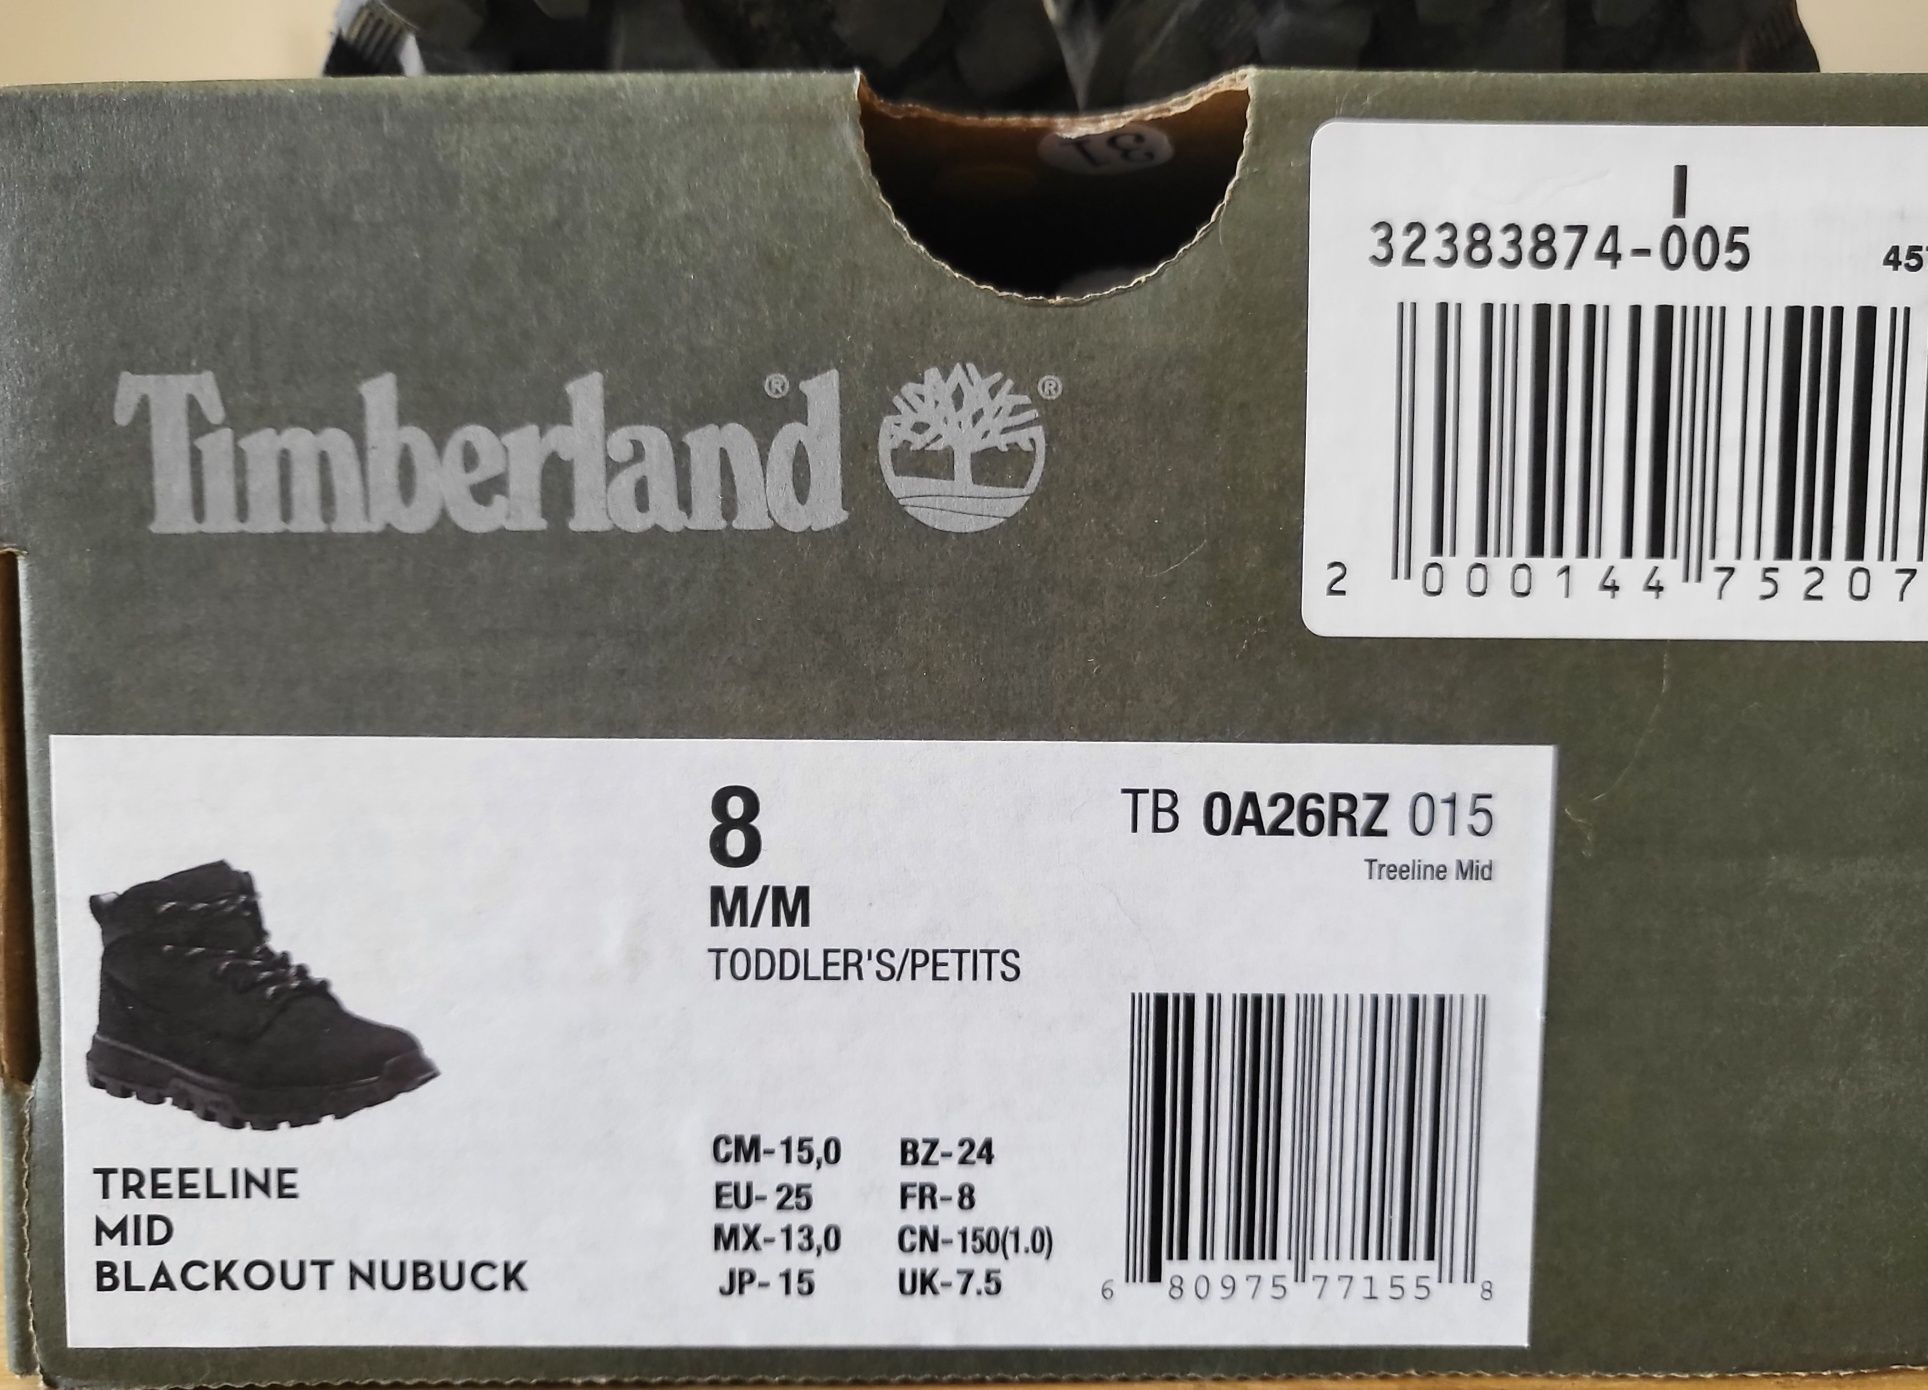 31
32383874-005
2 000144 75207
Timberland®
®
8
M/M
TODDLER'S/PETITS
TB 0A26RZ 015
Treeline Mid
TREELINE
MID
BLACKOUT NUBUCK
CM-15,0 BZ-24
EU-25 FR-8
MX-13,0 CN-150(1.0)
JP-15 UK-7.5
6 80975 77155 8